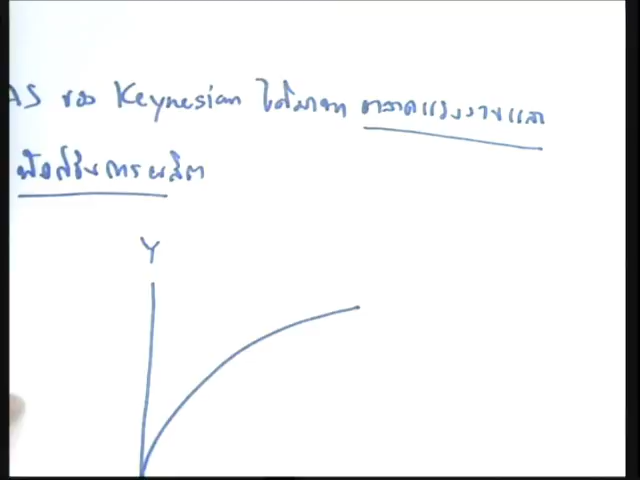 AS ของ Keynesian ได้มาจาก ตลาดแรงงานและ
ฟังก์ชันการผลิต
Y